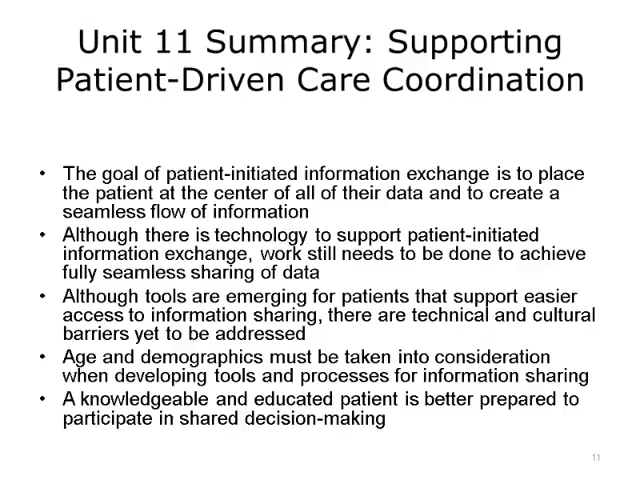 Unit 11 Summary: Supporting
Patient-Driven Care Coordination
• The goal of patient-initiated information exchange is to place
the patient at the center of all of their data and to create a
seamless flow of information
• Although there is technology to support patient-initiated
information exchange, work still needs to be done to achieve
fully seamless sharing of data
• Although tools are emerging for patients that support easier
access to information sharing, there are technical and cultural
barriers yet to be addressed
• Age and demographics must be taken into consideration
when developing tools and processes for information sharing
• A knowledgeable and educated patient is better prepared to
participate in shared decision-making
11